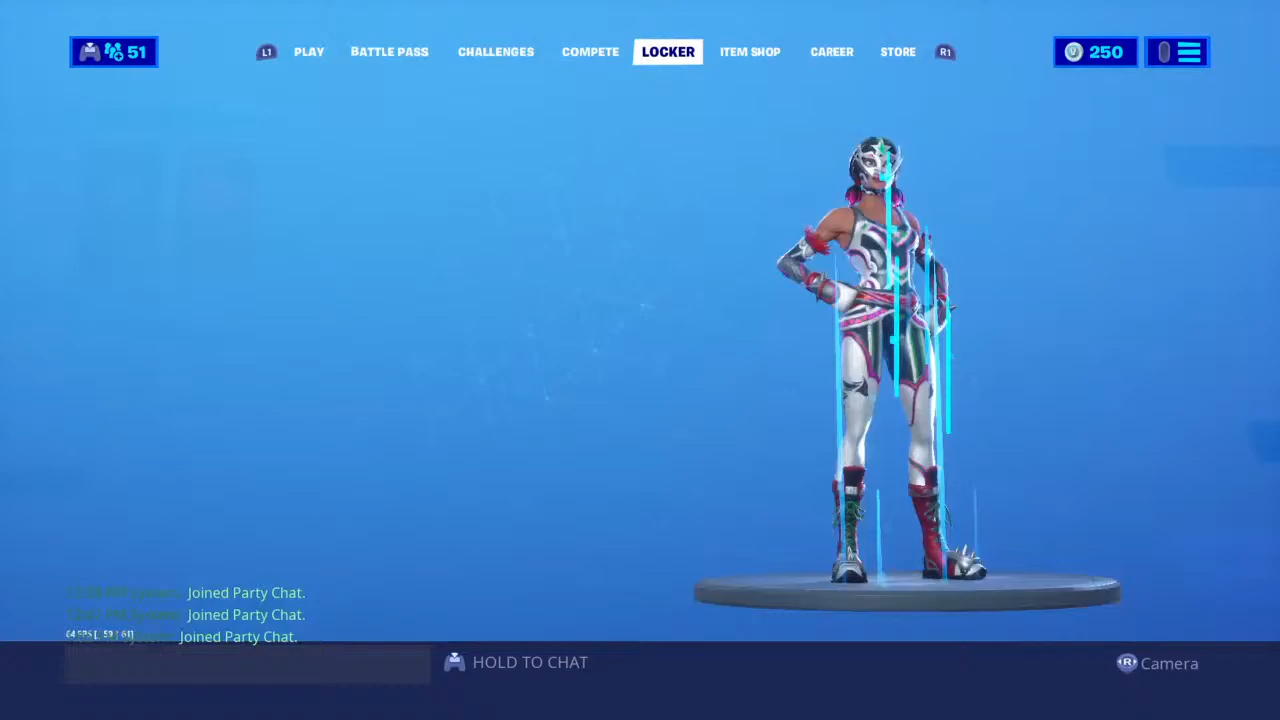 51
L1 PLAY BATTLE PASS CHALLENGES COMPETE LOCKER ITEM SHOP CAREER STORE R1
250
Joined Party Chat.
Joined Party Chat.
Joined Party Chat.
HOLD TO CHAT
R Camera